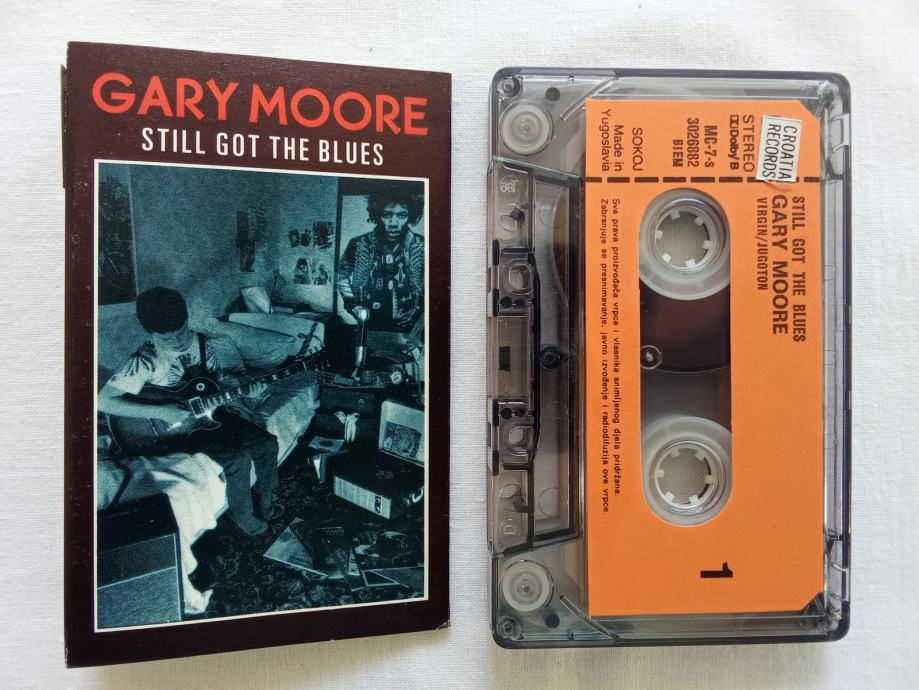 GARY MOORE
STILL GOT THE BLUES
CROATIA
RECORDS
STILL GOT THE BLUES
GARY MOORE
VIRGIN/JUGOTON
STEREO
Dolby B
MC-7-S
3026882
BIEM
SOKOJ
Made in
Yugoslavia
Sva prava proizvođača vrpca i vlasnika snimljenog djela pridržana.
Zabranjuje se presnimavanje, javno izvođenje i radiodifuzija ove vrpce.
1